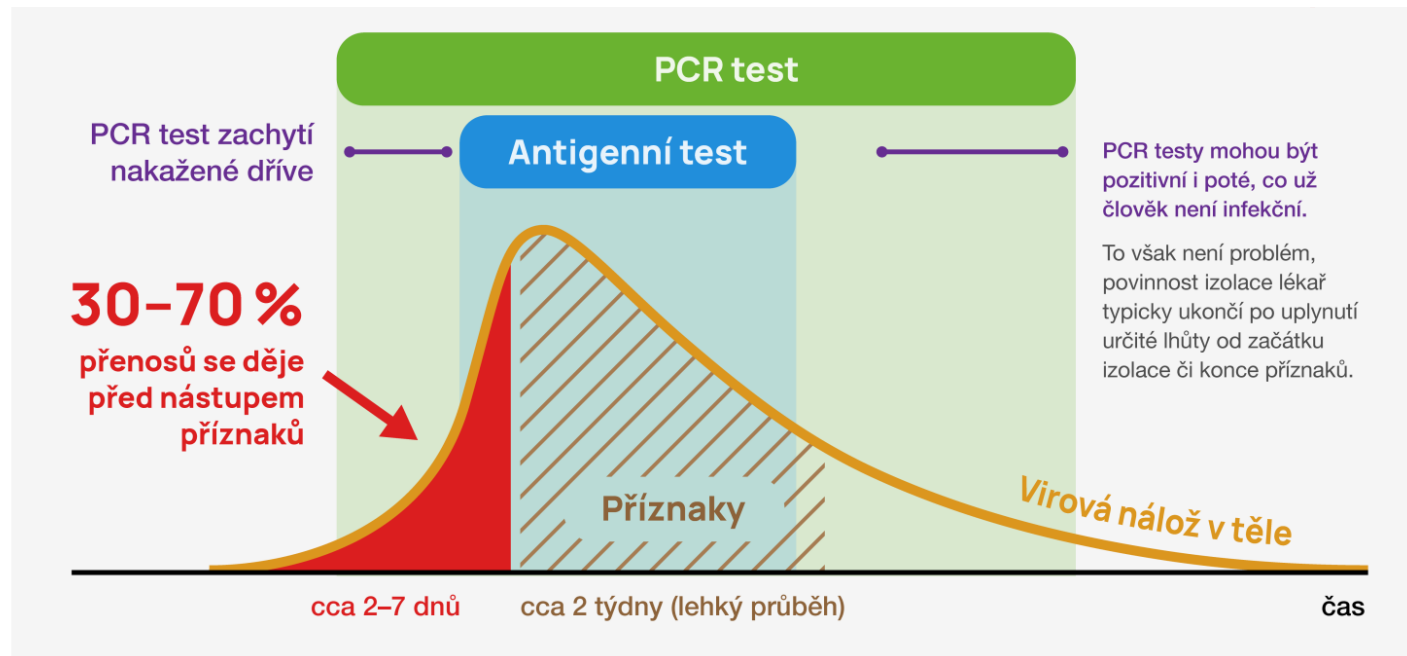 PCR test
Antigenní test
PCR test zachytí
nakažené dříve
PCR testy mohou být
pozitivní i poté, co už
člověk není infekční.
To však není problém,
povinnost izolace lékař
typicky ukončí po uplynutí
určité lhůty od začátku
izolace či konce příznaků.
30–70 %
přenosů se děje
před nástupem
příznaků
Příznaky
Virová nálož v těle
cca 2–7 dnů
cca 2 týdny (lehký průběh)
čas